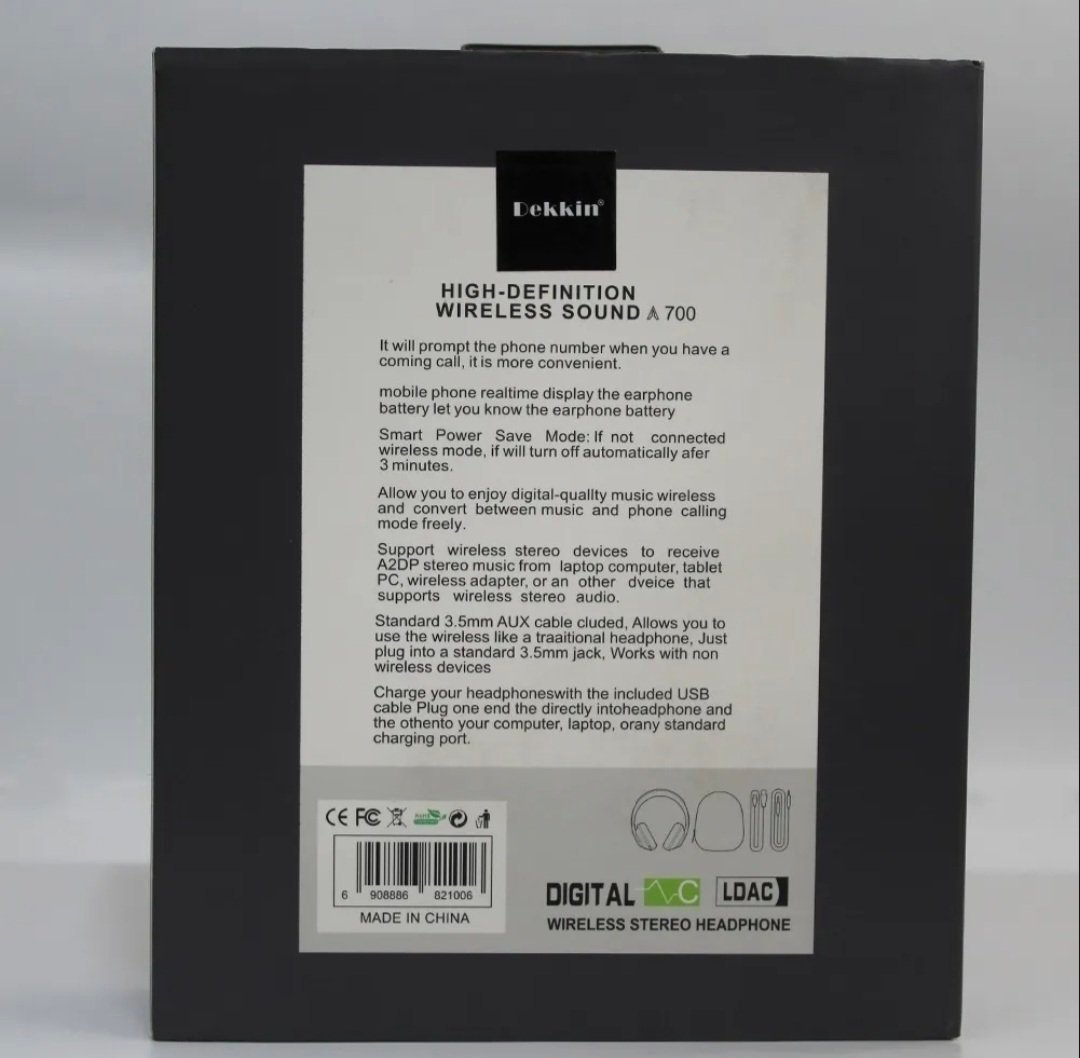 Dekkin®
HIGH-DEFINITION
WIRELESS SOUND A 700
It will prompt the phone number when you have a
coming call, it is more convenient.
mobile phone realtime display the earphone
battery let you know the earphone battery
Smart Power Save Mode: If not connected
wireless mode, if will turn off automatically afer
3 minutes.
Allow you to enjoy digital-quallty music wireless
and convert between music and phone calling
mode freely.
Support wireless stereo devices to receive
A2DP stereo music from laptop computer, tablet
PC, wireless adapter, or an other dveice that
supports wireless stereo audio.
Standard 3.5mm AUX cable cluded, Allows you to
use the wireless like a traaitional headphone, Just
plug into a standard 3.5mm jack, Works with non
wireless devices
Charge your headphoneswith the included USB
cable Plug one end the directly intoheadphone and
the othento your computer, laptop, orany standard
charging port.
CE FC RoHS
6 908886 821006
MADE IN CHINA
DIGITAL NC LDAC
WIRELESS STEREO HEADPHONE